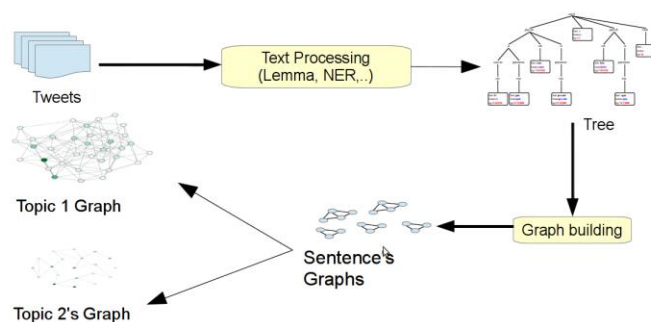 Tweets
Text Processing
(Lemma, NER,..)
Tree
Graph building
Sentence's
Graphs
Topic 1 Graph
Topic 2's Graph